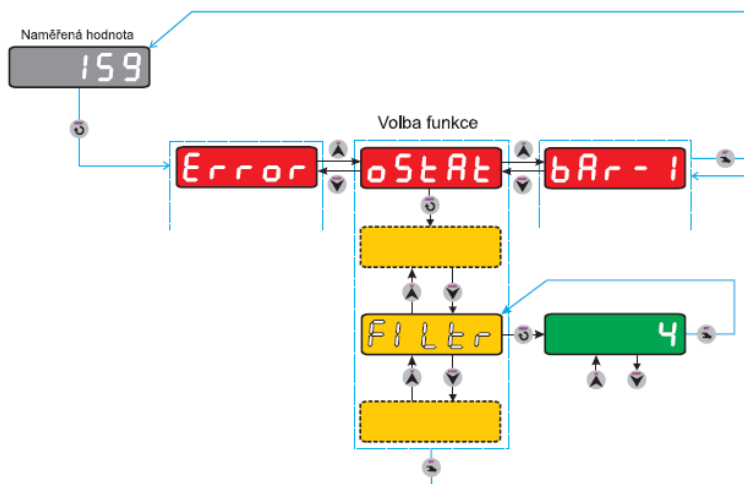 Naměřená hodnota
159
Volba funkce
Error
oStAt
bAr-1
FILtr
4